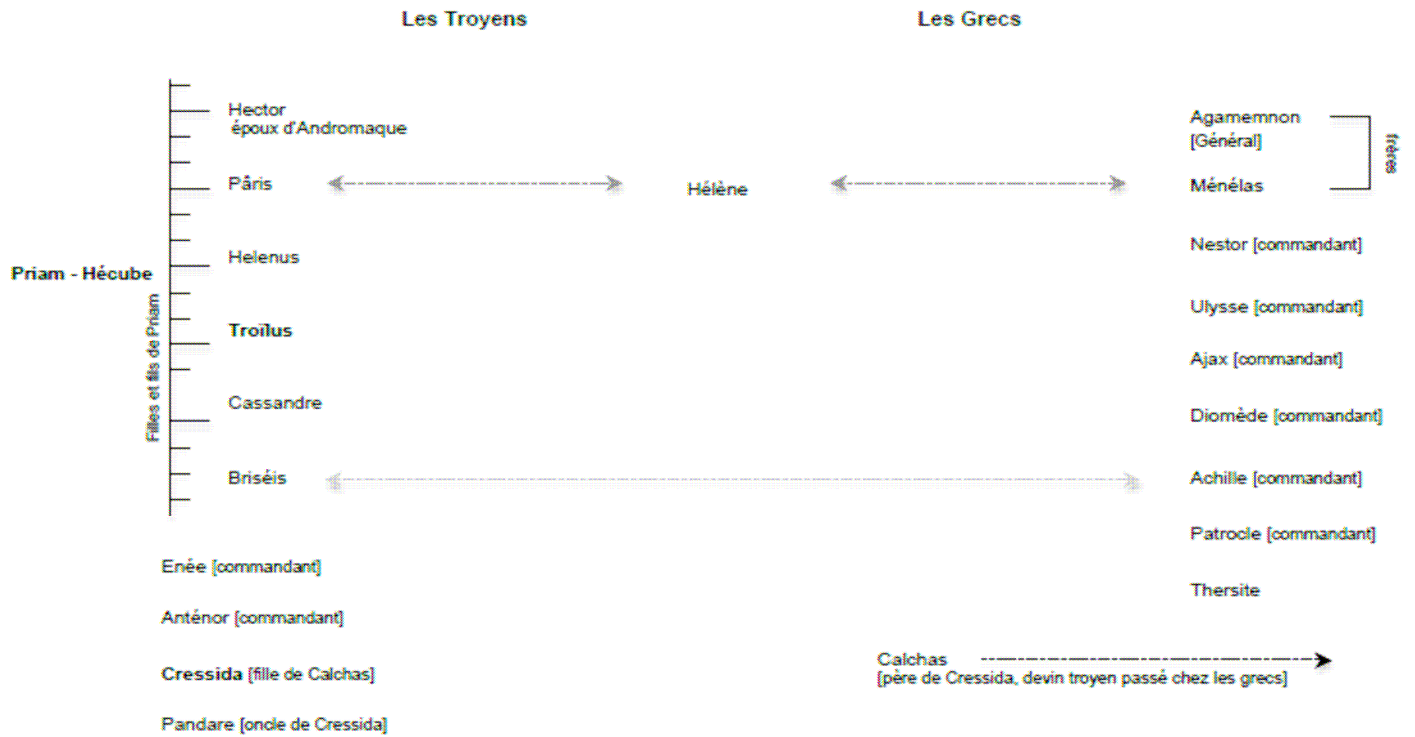 Les Troyens
Les Grecs
Hector
époux d'Andromaque
Agamemnon
[Général]
frères
Pâris
Hélène
Ménélas
Nestor [commandant]
Helenus
Priam - Hécube
Filles et fils de Priam
Ulysse [commandant]
Troïlus
Ajax [commandant]
Cassandre
Diomède [commandant]
Briséis
Achille [commandant]
Patrocle [commandant]
Enée [commandant]
Thersite
Anténor [commandant]
Cressida [fille de Calchas]
Calchas
[père de Cressida, devin troyen passé chez les grecs]
Pandare [oncle de Cressida]